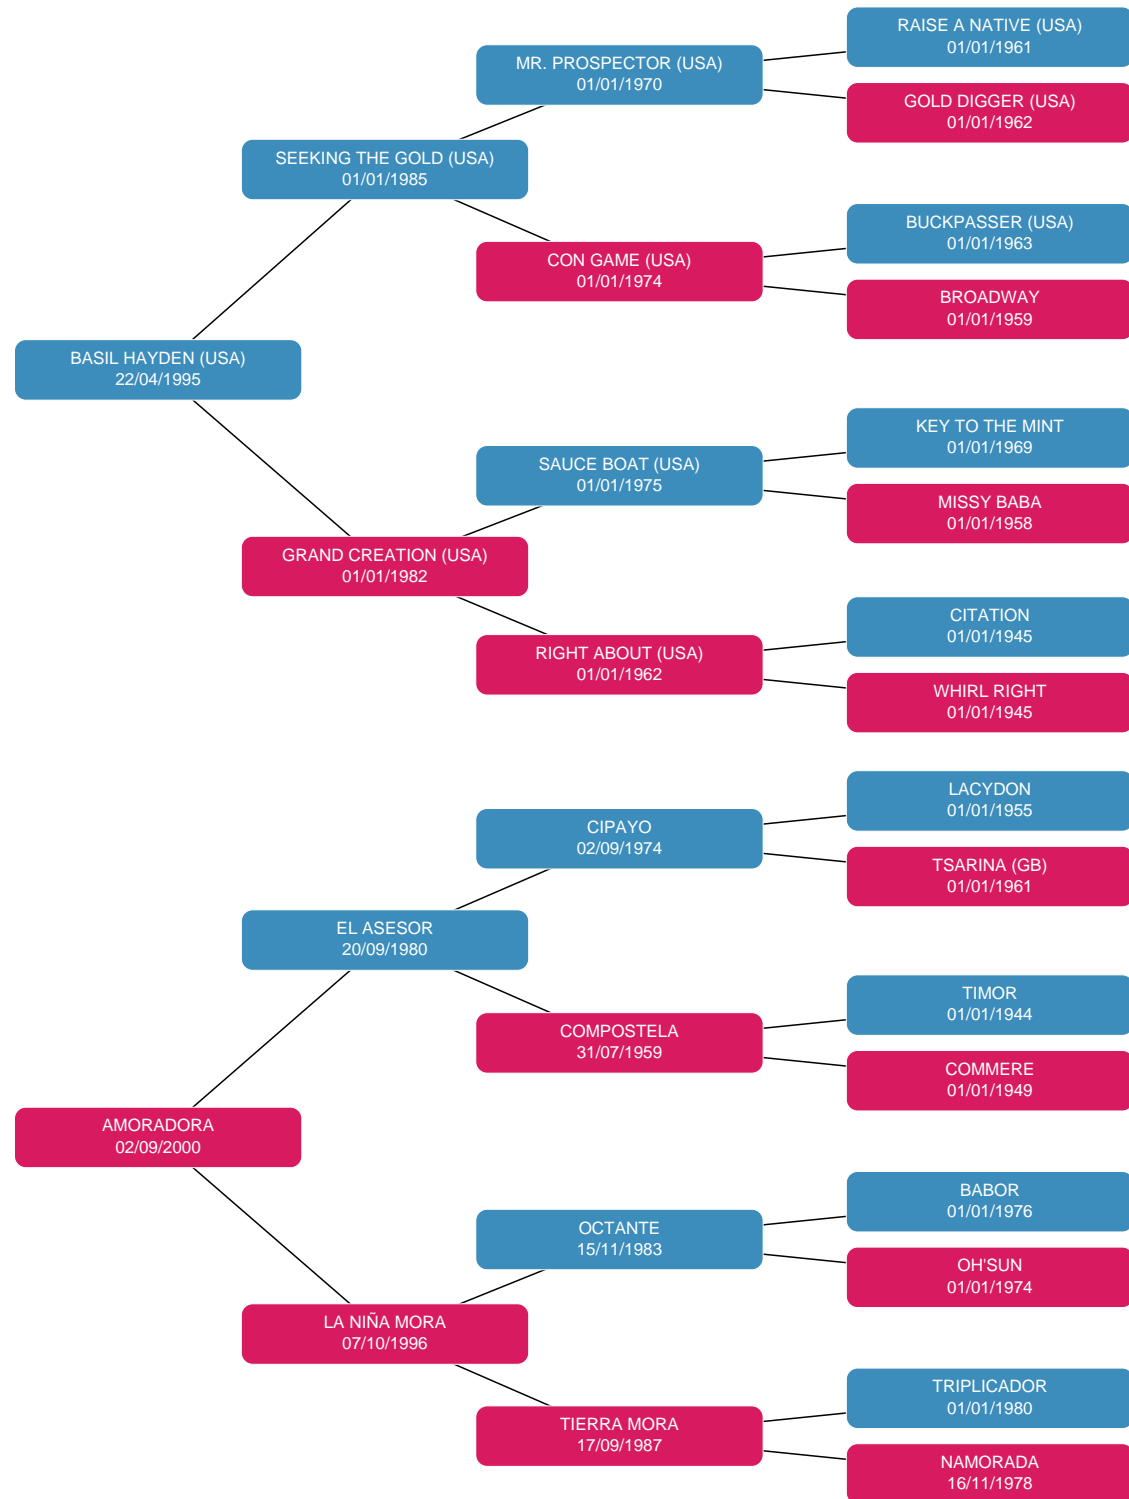 RAISE A NATIVE (USA)
01/01/1961
MR. PROSPECTOR (USA)
01/01/1970
GOLD DIGGER (USA)
01/01/1962
SEEKING THE GOLD (USA)
01/01/1985
BUCKPASSER (USA)
01/01/1963
CON GAME (USA)
01/01/1974
BROADWAY
01/01/1959
BASIL HAYDEN (USA)
22/04/1995
KEY TO THE MINT
01/01/1969
SAUCE BOAT (USA)
01/01/1975
MISSY BABA
01/01/1958
GRAND CREATION (USA)
01/01/1982
CITATION
01/01/1945
RIGHT ABOUT (USA)
01/01/1962
WHIRL RIGHT
01/01/1945
LACYDON
01/01/1955
CIPAYO
02/09/1974
TSARINA (GB)
01/01/1961
EL ASESOR
20/09/1980
TIMOR
01/01/1944
COMPOSTELA
31/07/1959
COMMERE
01/01/1949
AMORADORA
02/09/2000
BABOR
01/01/1976
OCTANTE
15/11/1983
OH'SUN
01/01/1974
LA NIÑA MORA
07/10/1996
TRIPLICADOR
01/01/1980
TIERRA MORA
17/09/1987
NAMORADA
16/11/1978